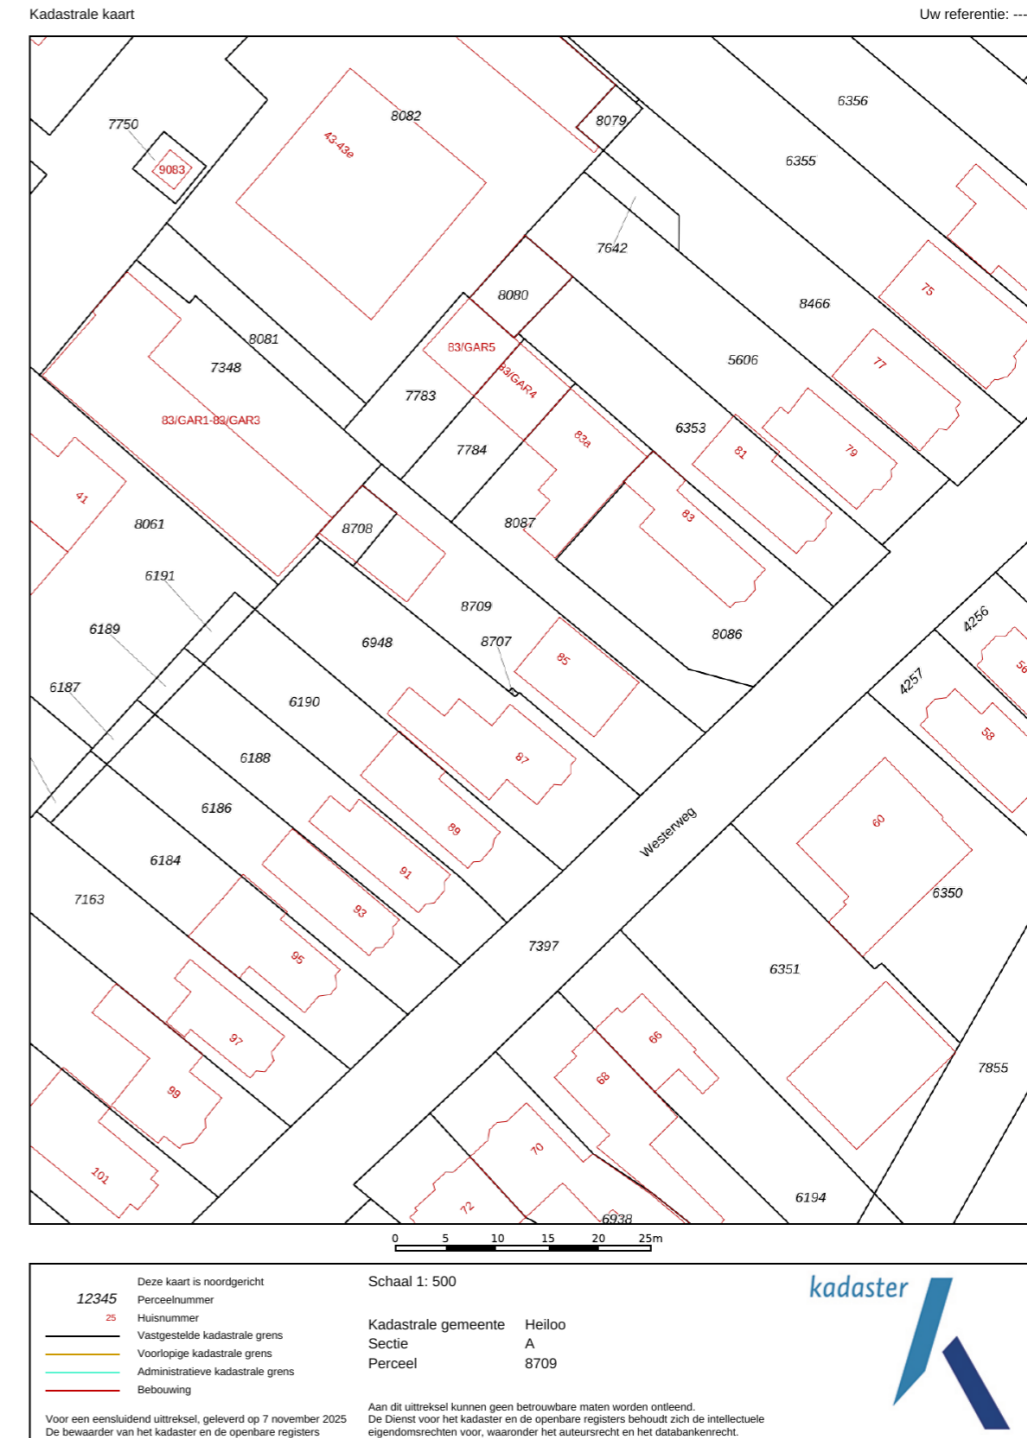 Kadastrale kaart
Uw referentie: ---
6356
8082
7750
8079
43-43e
6355
9083
7642
75
8080
8466
8081
83/GAR5
5606
77
7348
83/GAR4
7783
83/GAR1-83/GAR3
6353
83a
7784
81
79
41
8061
8708
8087
83
6191
8709
6189
6948
8707
8086
4256
85
56
6187
4257
6190
58
87
6188
6186
89
Westerweg
60
6184
91
7163
6350
93
7397
95
6351
97
66
7855
68
99
70
101
72
6194
6938
0 5 10 15 20 25m
Deze kaart is noordgericht
12345 Perceelnummer
25 Huisnummer
Vastgestelde kadastrale grens
Voorlopige kadastrale grens
Administratieve kadastrale grens
Bebouwing
Voor een eensluidend uittreksel, geleverd op 7 november 2025
De bewaarder van het kadaster en de openbare registers
Schaal 1: 500
Kadastrale gemeente Heiloo
Sectie A
Perceel 8709
Aan dit uittreksel kunnen geen betrouwbare maten worden ontleend.
De Dienst voor het kadaster en de openbare registers behoudt zich de intellectuele
eigendomsrechten voor, waaronder het auteursrecht en het databankenrecht.
kadaster